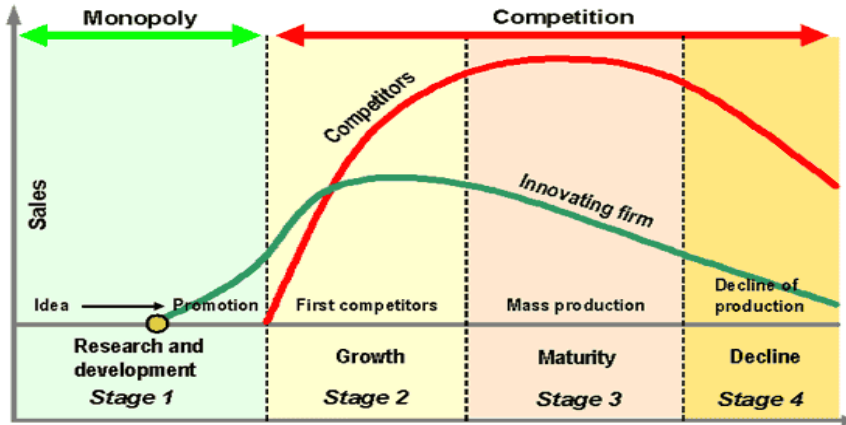 Monopoly
Competition
Competitors
Innovating firm
Sales
Idea
Promotion
First competitors
Mass production
Decline of
production
Research and
development
Stage 1
Growth
Stage 2
Maturity
Stage 3
Decline
Stage 4